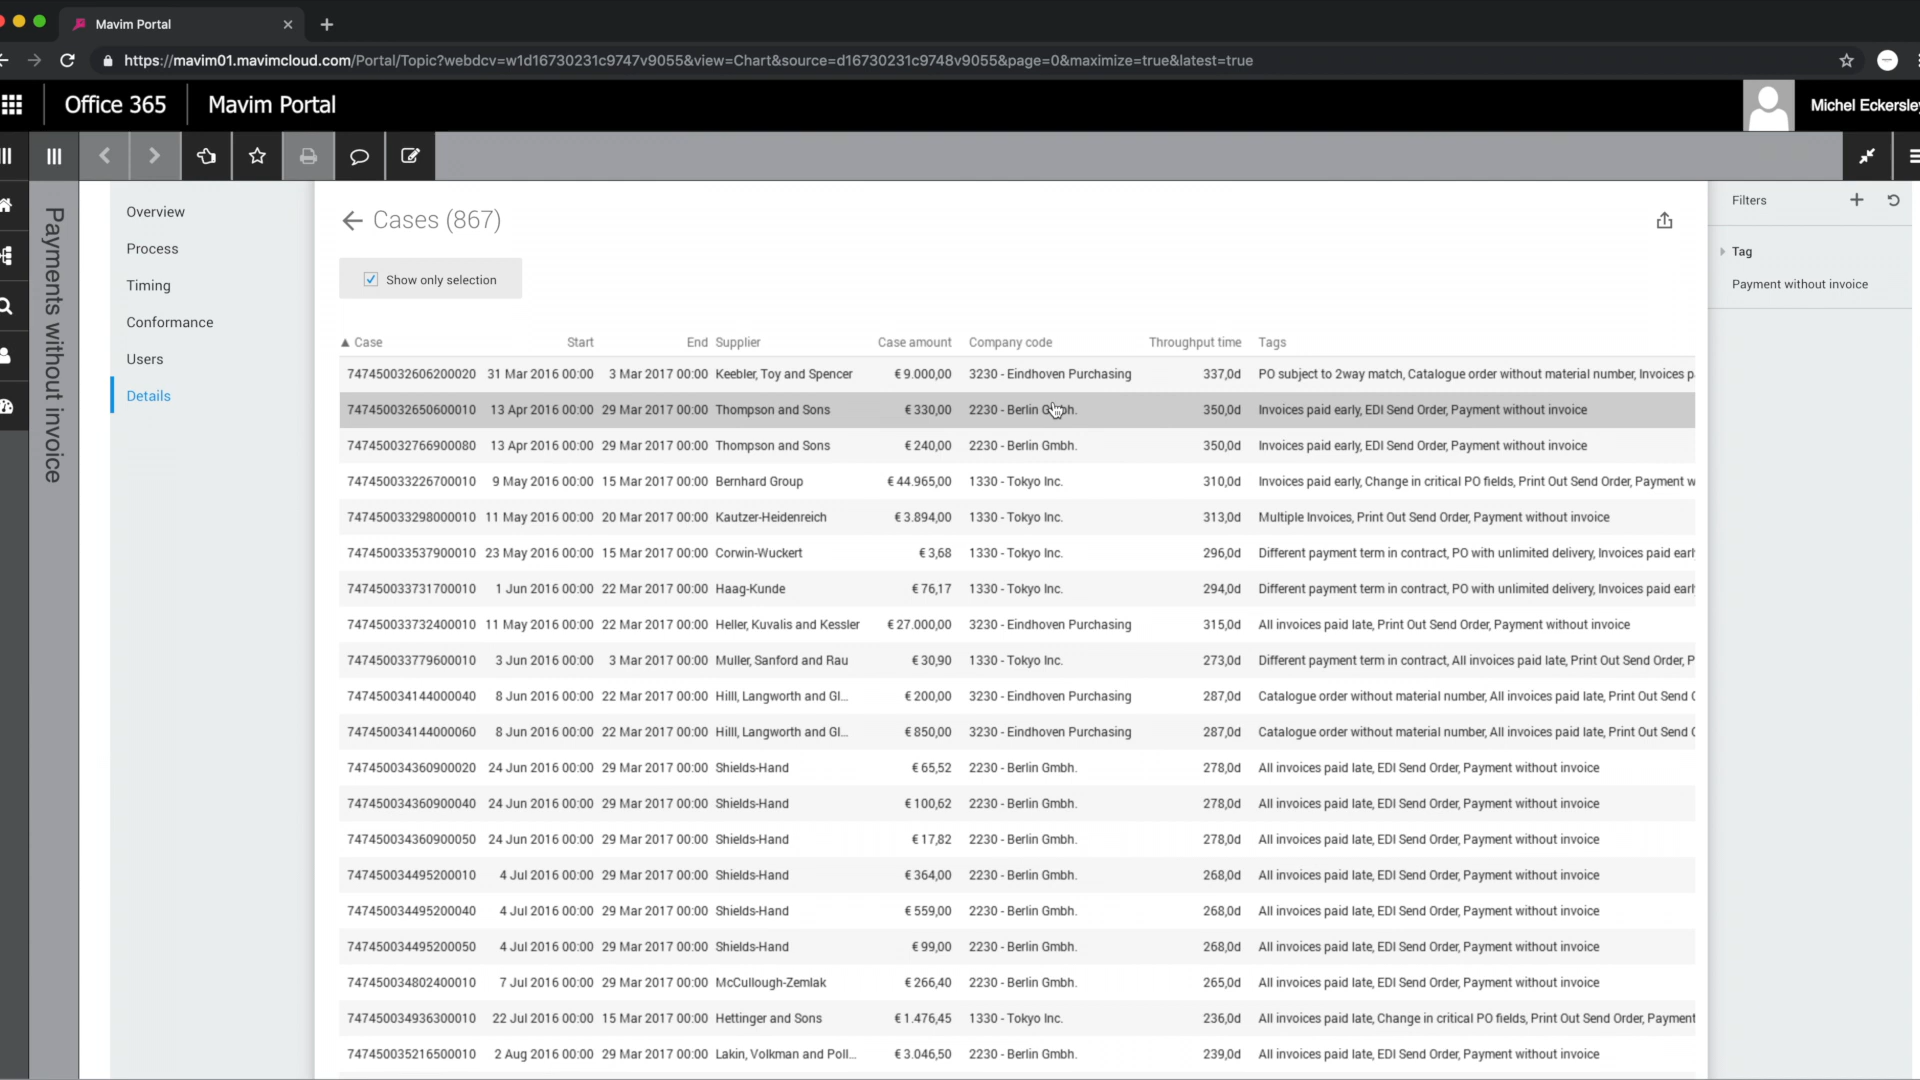 Mavim Portal
https://mavim01.mavimcloud.com/Portal/Topic?webdcv=w1d16730231c9747v9055&view=Chart&source=d16730231c9748v9055&page=0&maximize=true&latest=true
Office 365 Mavim Portal Michel Eckersley
Payments without invoice
Overview
Process
Timing
Conformance
Users
Details
Cases (867)
Show only selection
Filters
Tag
Payment without invoice
Case Start End Supplier Case amount Company code Throughput time Tags
747450032606200020 31 Mar 2016 00:00 3 Mar 2017 00:00 Keebler, Toy and Spencer € 9.000,00 3230 - Eindhoven Purchasing 337,0d PO subject to 2way match, Catalogue order without material number, Invoices p
747450032650600010 13 Apr 2016 00:00 29 Mar 2017 00:00 Thompson and Sons € 330,00 2230 - Berlin Gmbh. 350,0d Invoices paid early, EDI Send Order, Payment without invoice
747450032766900080 13 Apr 2016 00:00 29 Mar 2017 00:00 Thompson and Sons € 240,00 2230 - Berlin Gmbh. 350,0d Invoices paid early, EDI Send Order, Payment without invoice
747450033226700010 9 May 2016 00:00 15 Mar 2017 00:00 Bernhard Group € 44.965,00 1330 - Tokyo Inc. 310,0d Invoices paid early, Change in critical PO fields, Print Out Send Order, Payment w
747450033298000010 11 May 2016 00:00 20 Mar 2017 00:00 Kautzer-Heidenreich € 3.894,00 1330 - Tokyo Inc. 313,0d Multiple Invoices, Print Out Send Order, Payment without invoice
747450033537900010 23 May 2016 00:00 15 Mar 2017 00:00 Corwin-Wuckert € 3,68 1330 - Tokyo Inc. 296,0d Different payment term in contract, PO with unlimited delivery, Invoices paid earl
747450033731700010 1 Jun 2016 00:00 22 Mar 2017 00:00 Haag-Kunde € 76,17 1330 - Tokyo Inc. 294,0d Different payment term in contract, PO with unlimited delivery, Invoices paid earl
747450033732400010 11 May 2016 00:00 22 Mar 2017 00:00 Heller, Kuvalis and Kessler € 27.000,00 3230 - Eindhoven Purchasing 315,0d All invoices paid late, Print Out Send Order, Payment without invoice
747450033779600010 3 Jun 2016 00:00 3 Mar 2017 00:00 Muller, Sanford and Rau € 30,90 1330 - Tokyo Inc. 273,0d Different payment term in contract, All invoices paid late, Print Out Send Order, P
747450034144000040 8 Jun 2016 00:00 22 Mar 2017 00:00 Hilll, Langworth and Gl... € 200,00 3230 - Eindhoven Purchasing 287,0d Catalogue order without material number, All invoices paid late, Print Out Send O
747450034144000060 8 Jun 2016 00:00 22 Mar 2017 00:00 Hilll, Langworth and Gl... € 850,00 3230 - Eindhoven Purchasing 287,0d Catalogue order without material number, All invoices paid late, Print Out Send O
747450034360900020 24 Jun 2016 00:00 29 Mar 2017 00:00 Shields-Hand € 65,52 2230 - Berlin Gmbh. 278,0d All invoices paid late, EDI Send Order, Payment without invoice
747450034360900040 24 Jun 2016 00:00 29 Mar 2017 00:00 Shields-Hand € 100,62 2230 - Berlin Gmbh. 278,0d All invoices paid late, EDI Send Order, Payment without invoice
747450034360900050 24 Jun 2016 00:00 29 Mar 2017 00:00 Shields-Hand € 17,82 2230 - Berlin Gmbh. 278,0d All invoices paid late, EDI Send Order, Payment without invoice
747450034495200010 4 Jul 2016 00:00 29 Mar 2017 00:00 Shields-Hand € 364,00 2230 - Berlin Gmbh. 268,0d All invoices paid late, EDI Send Order, Payment without invoice
747450034495200040 4 Jul 2016 00:00 29 Mar 2017 00:00 Shields-Hand € 559,00 2230 - Berlin Gmbh. 268,0d All invoices paid late, EDI Send Order, Payment without invoice
747450034495200050 4 Jul 2016 00:00 29 Mar 2017 00:00 Shields-Hand € 99,00 2230 - Berlin Gmbh. 268,0d All invoices paid late, EDI Send Order, Payment without invoice
747450034802400010 7 Jul 2016 00:00 29 Mar 2017 00:00 McCullough-Zemlak € 266,40 2230 - Berlin Gmbh. 265,0d All invoices paid late, EDI Send Order, Payment without invoice
747450034936300010 22 Jul 2016 00:00 15 Mar 2017 00:00 Hettinger and Sons € 1.476,45 1330 - Tokyo Inc. 236,0d All invoices paid late, Change in critical PO fields, Print Out Send Order, Payment
747450035216500010 2 Aug 2016 00:00 29 Mar 2017 00:00 Lakin, Volkman and Poll... € 3.046,50 2230 - Berlin Gmbh. 239,0d All invoices paid late, EDI Send Order, Payment without invoice